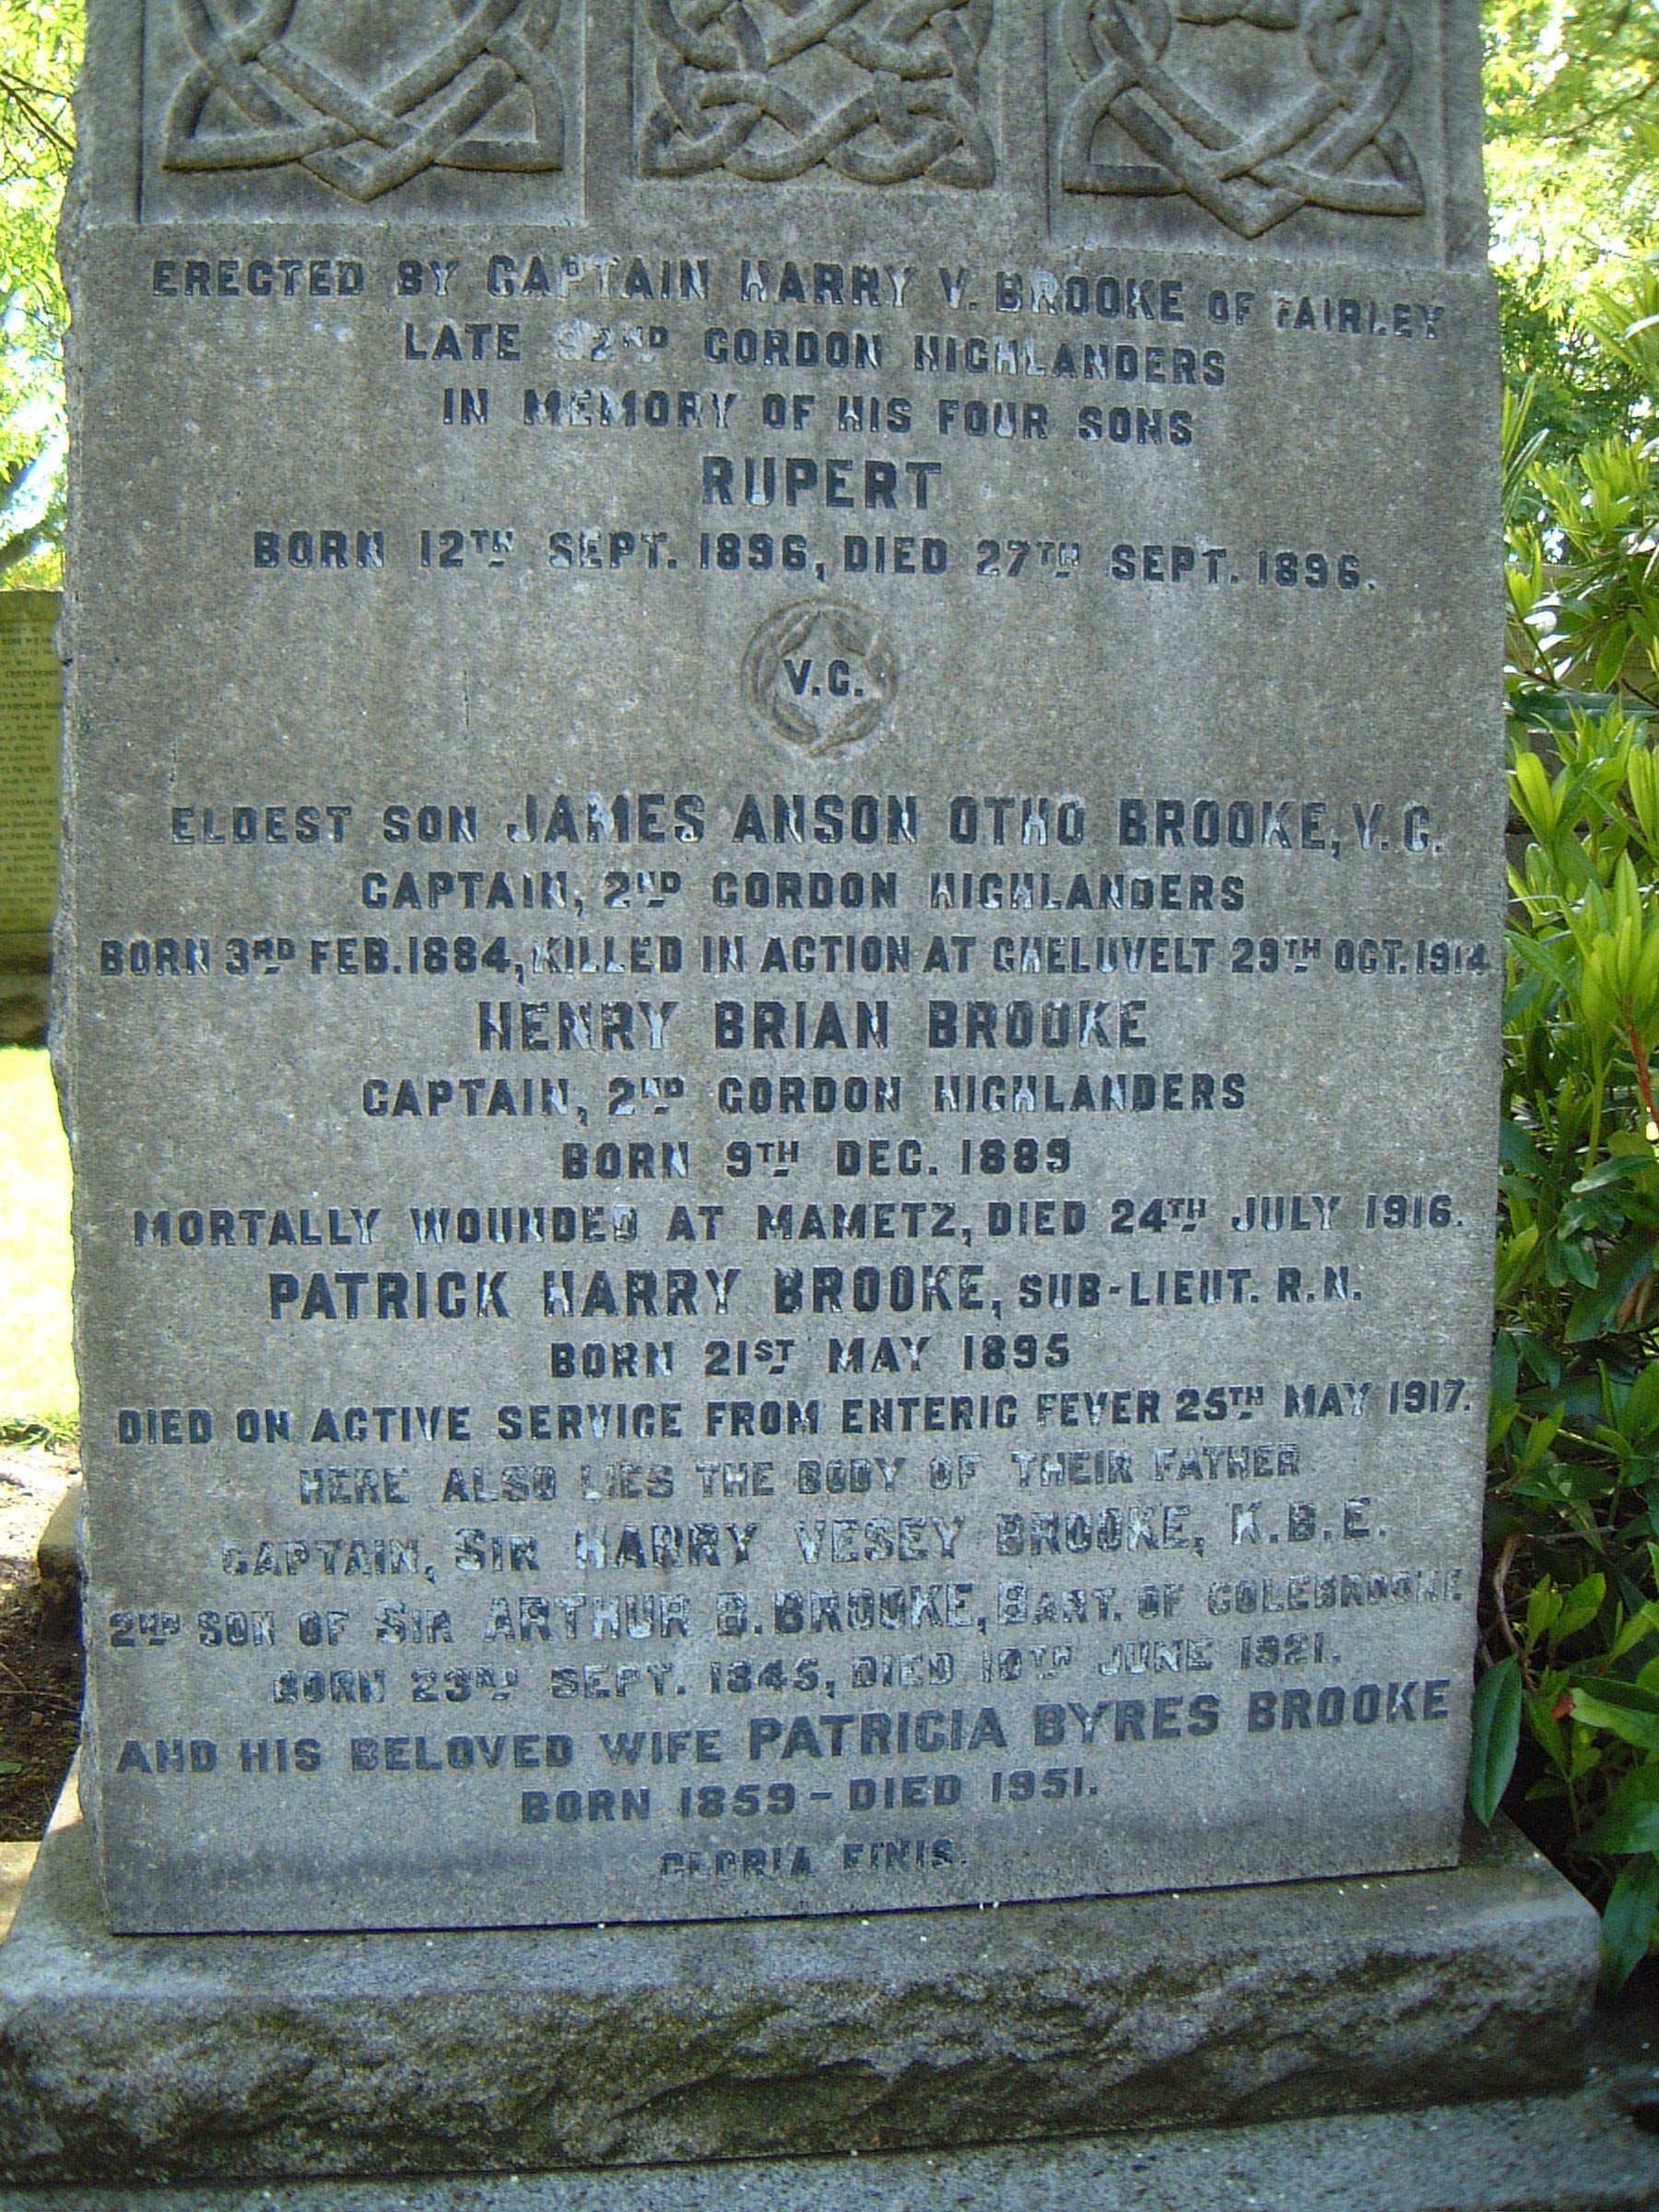 ERECTED BY CAPTAIN HARRY V. BROOKE OF FAIRLEY
LATE 92ND GORDON HIGHLANDERS
IN MEMORY OF HIS FOUR SONS
RUPERT
BORN 12TH SEPT. 1896, DIED 27TH SEPT. 1896.
V.C.
ELDEST SON JAMES ANSON OTHO BROOKE, V.C.
CAPTAIN, 2ND GORDON HIGHLANDERS
BORN 3RD FEB. 1884, KILLED IN ACTION AT GHELUVELT 29TH OCT. 1914
HENRY BRIAN BROOKE
CAPTAIN, 2ND GORDON HIGHLANDERS
BORN 9TH DEC. 1889
MORTALLY WOUNDED AT MAMETZ, DIED 24TH JULY 1916.
PATRICK HARRY BROOKE, SUB-LIEUT. R.N.
BORN 21ST MAY 1895
DIED ON ACTIVE SERVICE FROM ENTERIC FEVER 25TH MAY 1917.
HERE ALSO LIES THE BODY OF THEIR FATHER
CAPTAIN, SIR HARRY VESEY BROOKE, K.B.E.
2ND SON OF SIR ARTHUR B. BROOKE, BART. OF COLEBROOKE.
BORN 23RD SEPT. 1845, DIED 10TH JUNE 1921.
AND HIS BELOVED WIFE PATRICIA BYRES BROOKE
BORN 1859 - DIED 1951.
GLORIA FINIS.